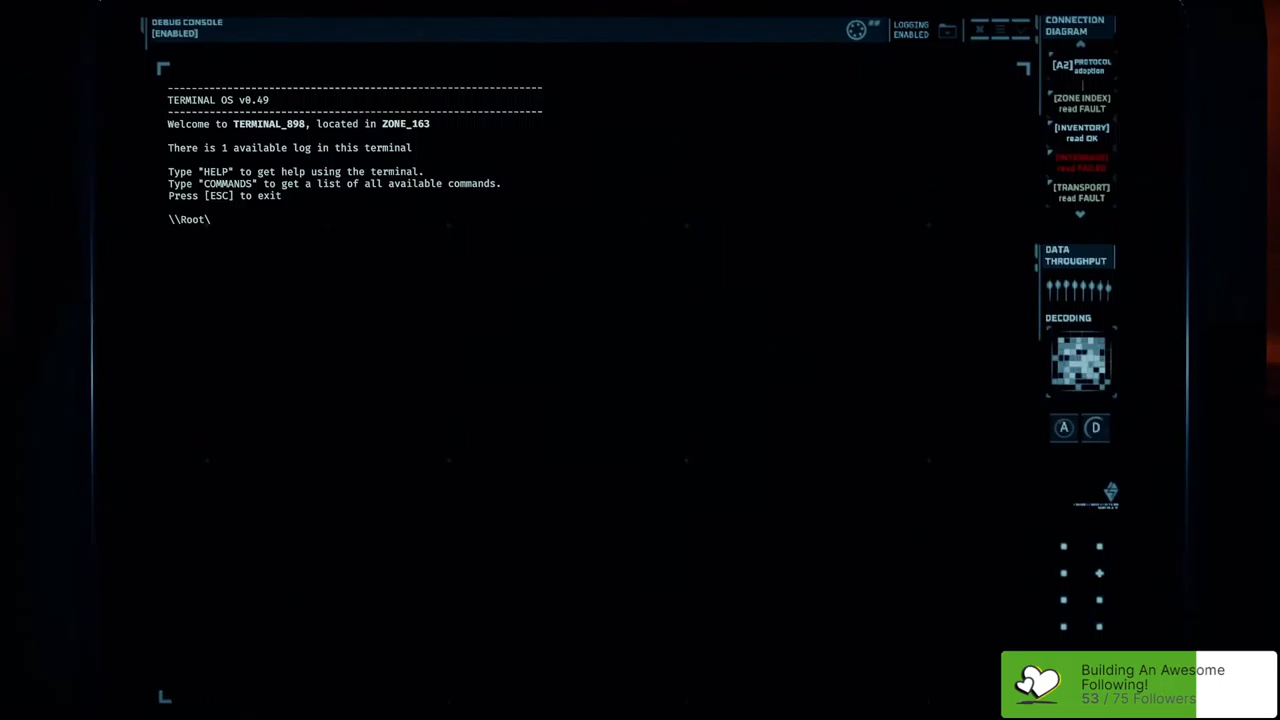 DEBUG CONSOLE
[ENABLED]
LOGGING
ENABLED
--------------------------------------------------------------
TERMINAL OS v0.49
--------------------------------------------------------------
Welcome to TERMINAL_898, located in ZONE_163
There is 1 available log in this terminal
Type "HELP" to get help using the terminal.
Type "COMMANDS" to get a list of all available commands.
Press [ESC] to exit
\\Root\
CONNECTION
DIAGRAM
[A2] PROTOCOL
adoption
[ZONE INDEX]
read FAULT
[INVENTORY]
read OK
read FAILED
[TRANSPORT]
read FAULT
DATA
THROUGHPUT
DECODING
A D
Building An Awesome
Following!
53 / 75 Followers